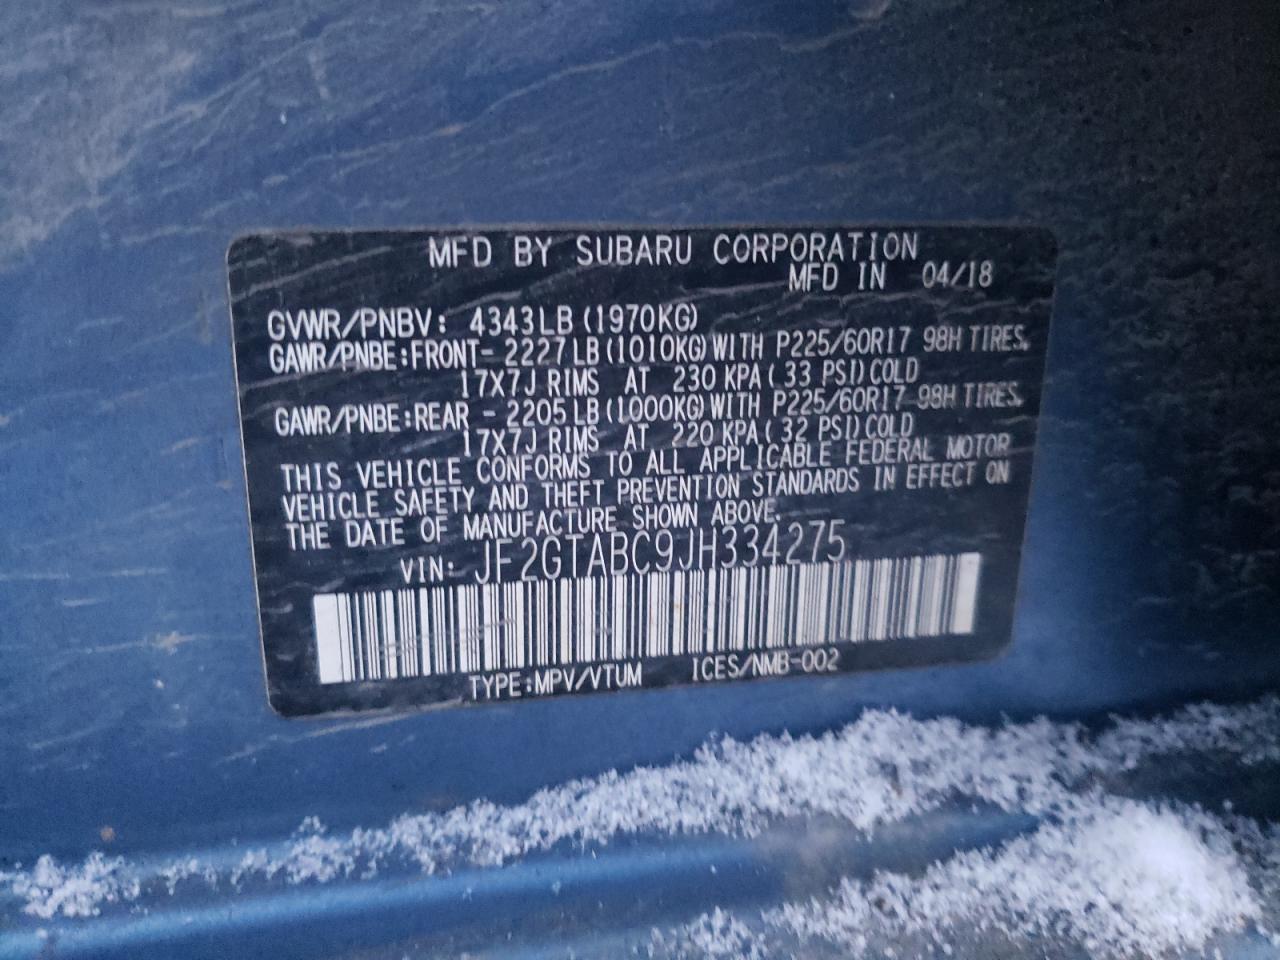 MFD BY SUBARU CORPORATION
MFD IN 04/18
GVWR/PNBV: 4343LB (1970KG)
GAWR/PNBE:FRONT- 2227LB (1010KG) WITH P225/60R17 98H TIRES,
17X7J RIMS AT 230 KPA( 33 PSI) COLD
GAWR/PNBE:REAR - 2205LB (1000KG) WITH P225/60R17 98H TIRES,
17X7J RIMS AT 220 KPA( 32 PSI) COLD
THIS VEHICLE CONFORMS TO ALL APPLICABLE FEDERAL MOTOR
VEHICLE SAFETY AND THEFT PREVENTION STANDARDS IN EFFECT ON
THE DATE OF MANUFACTURE SHOWN ABOVE.
VIN: JF2GTABC9JH334275
TYPE:MPV/VTUM ICES/NMB-002